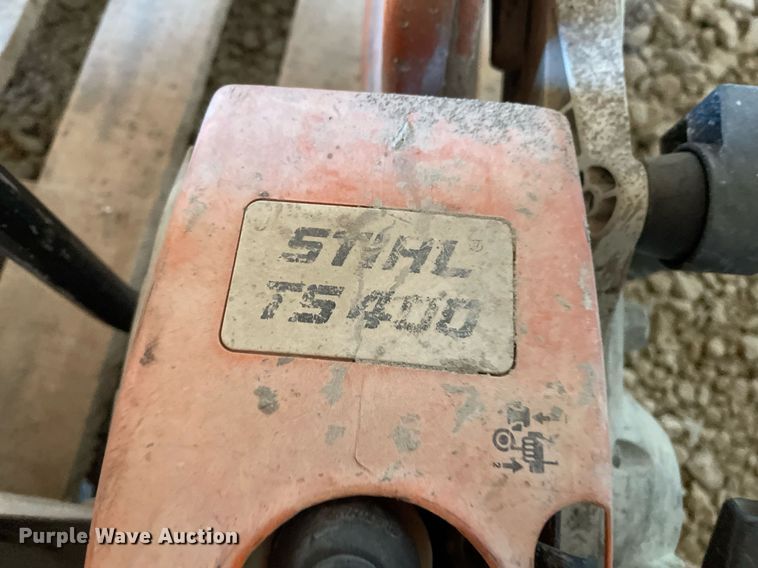 STIHL
TS 400
Purple Wave Auction